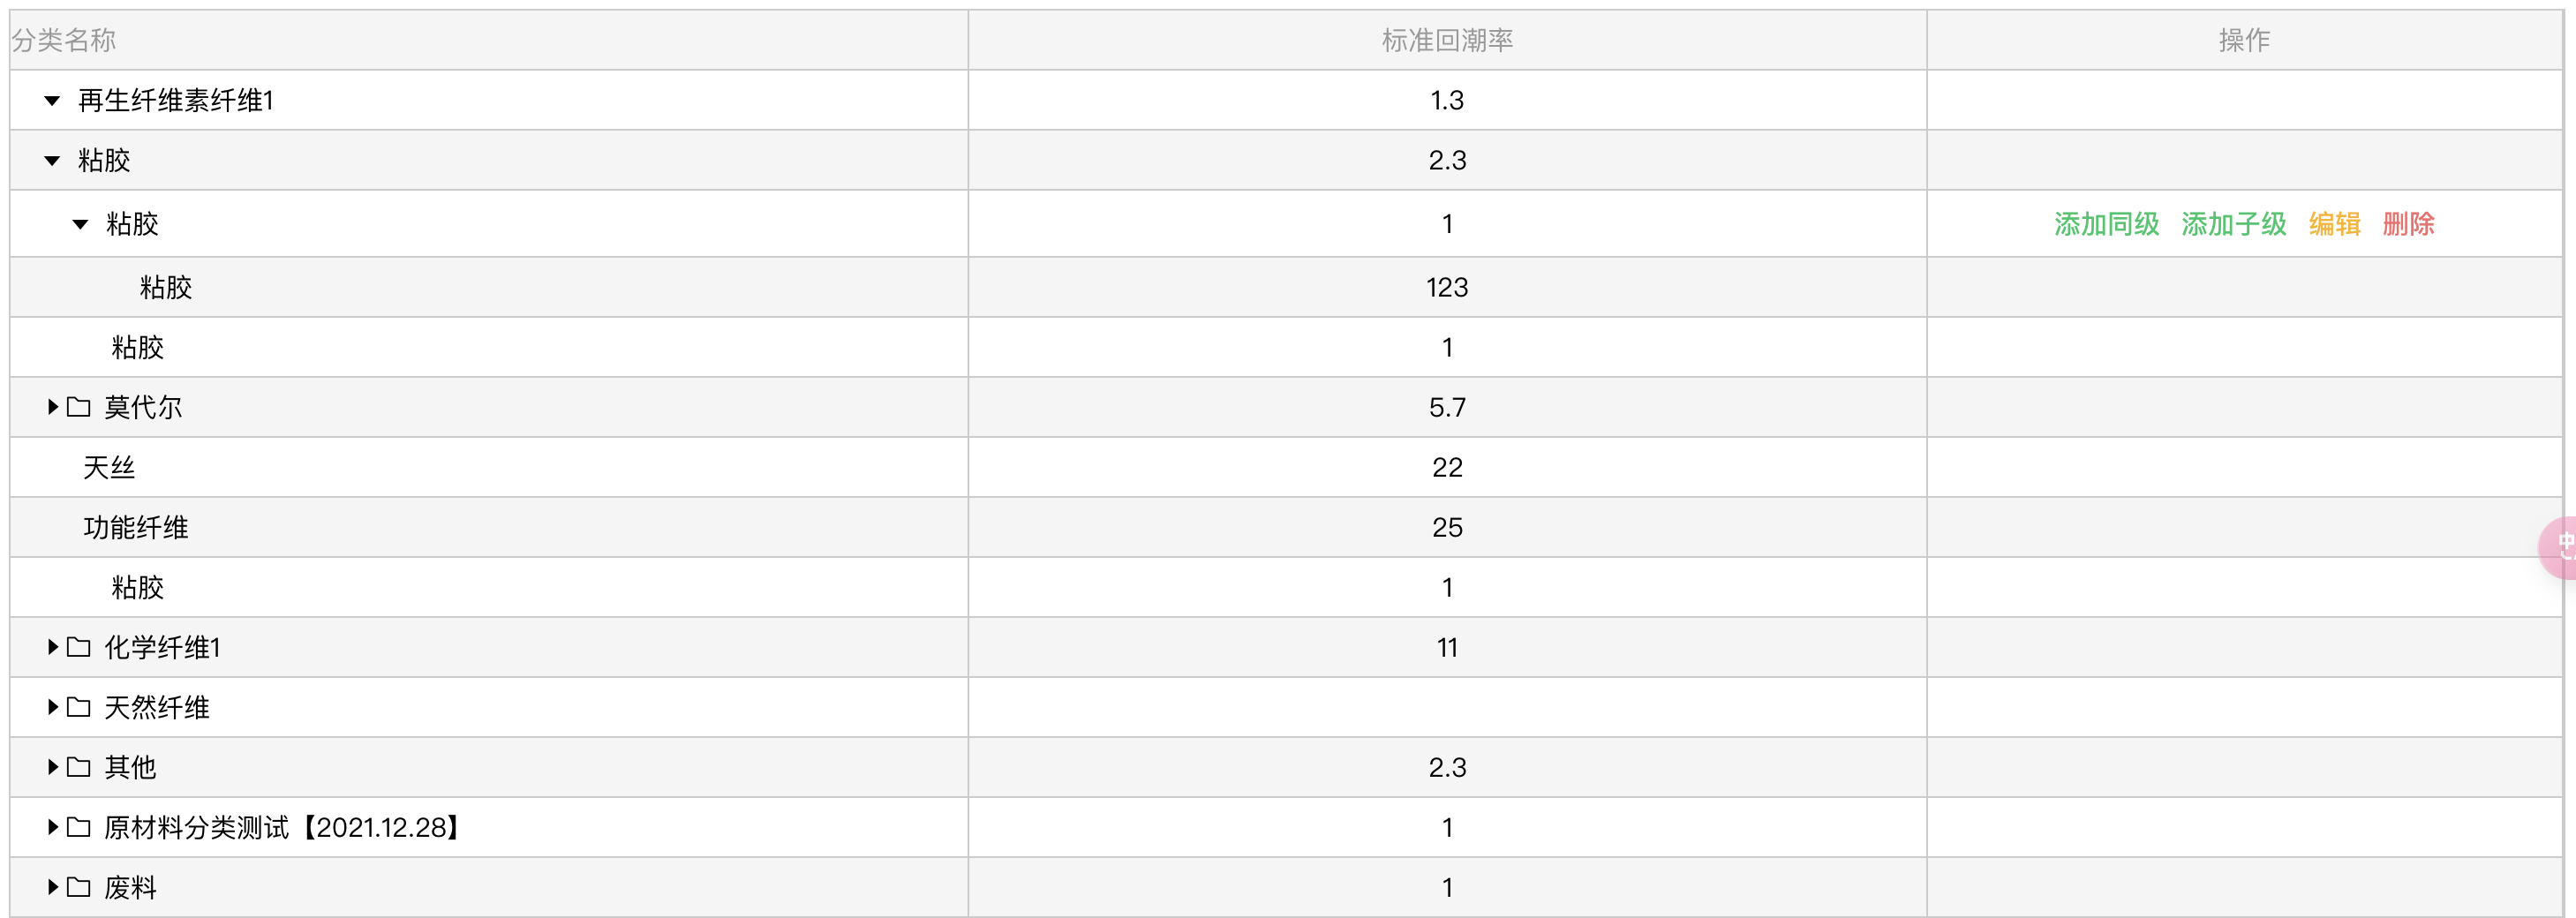 分类名称 标准回潮率 操作
再生纤维素纤维1 1.3
粘胶 2.3
粘胶 1 添加同级 添加子级 编辑 删除
粘胶 123
粘胶 1
莫代尔 5.7
天丝 22
功能纤维 25
粘胶 1
化学纤维1 11
天然纤维
其他 2.3
原材料分类测试【2021.12.28】 1
废料 1